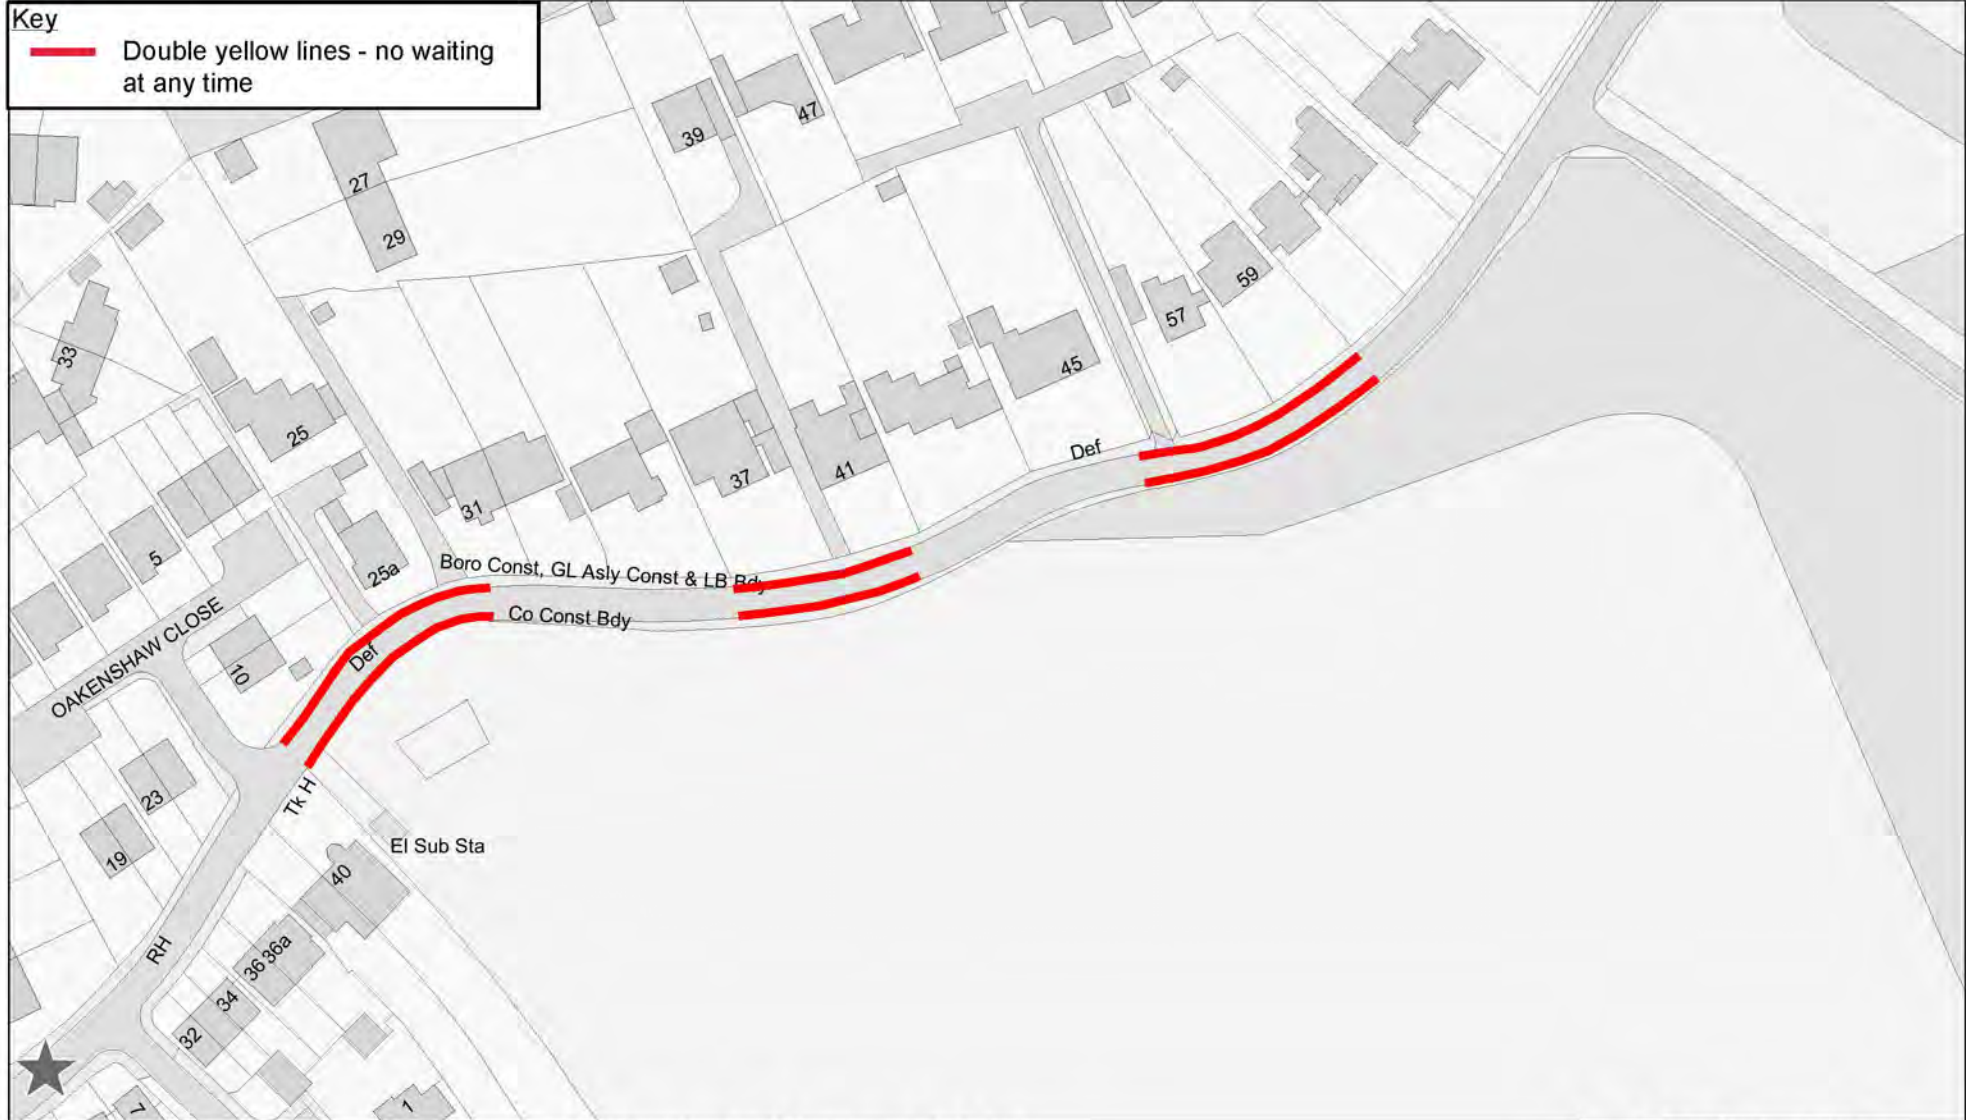 Key
Double yellow lines - no waiting
at any time
47
39
27
29
33
59
57
45
25
41
37
31
5
25a
Def
Boro Const, GL Asly Const & LB Bdy
Co Const Bdy
OAKENSHAW CLOSE
Def
10
Tk H
23
19
El Sub Sta
40
RH
36 36a
34
32
7
1